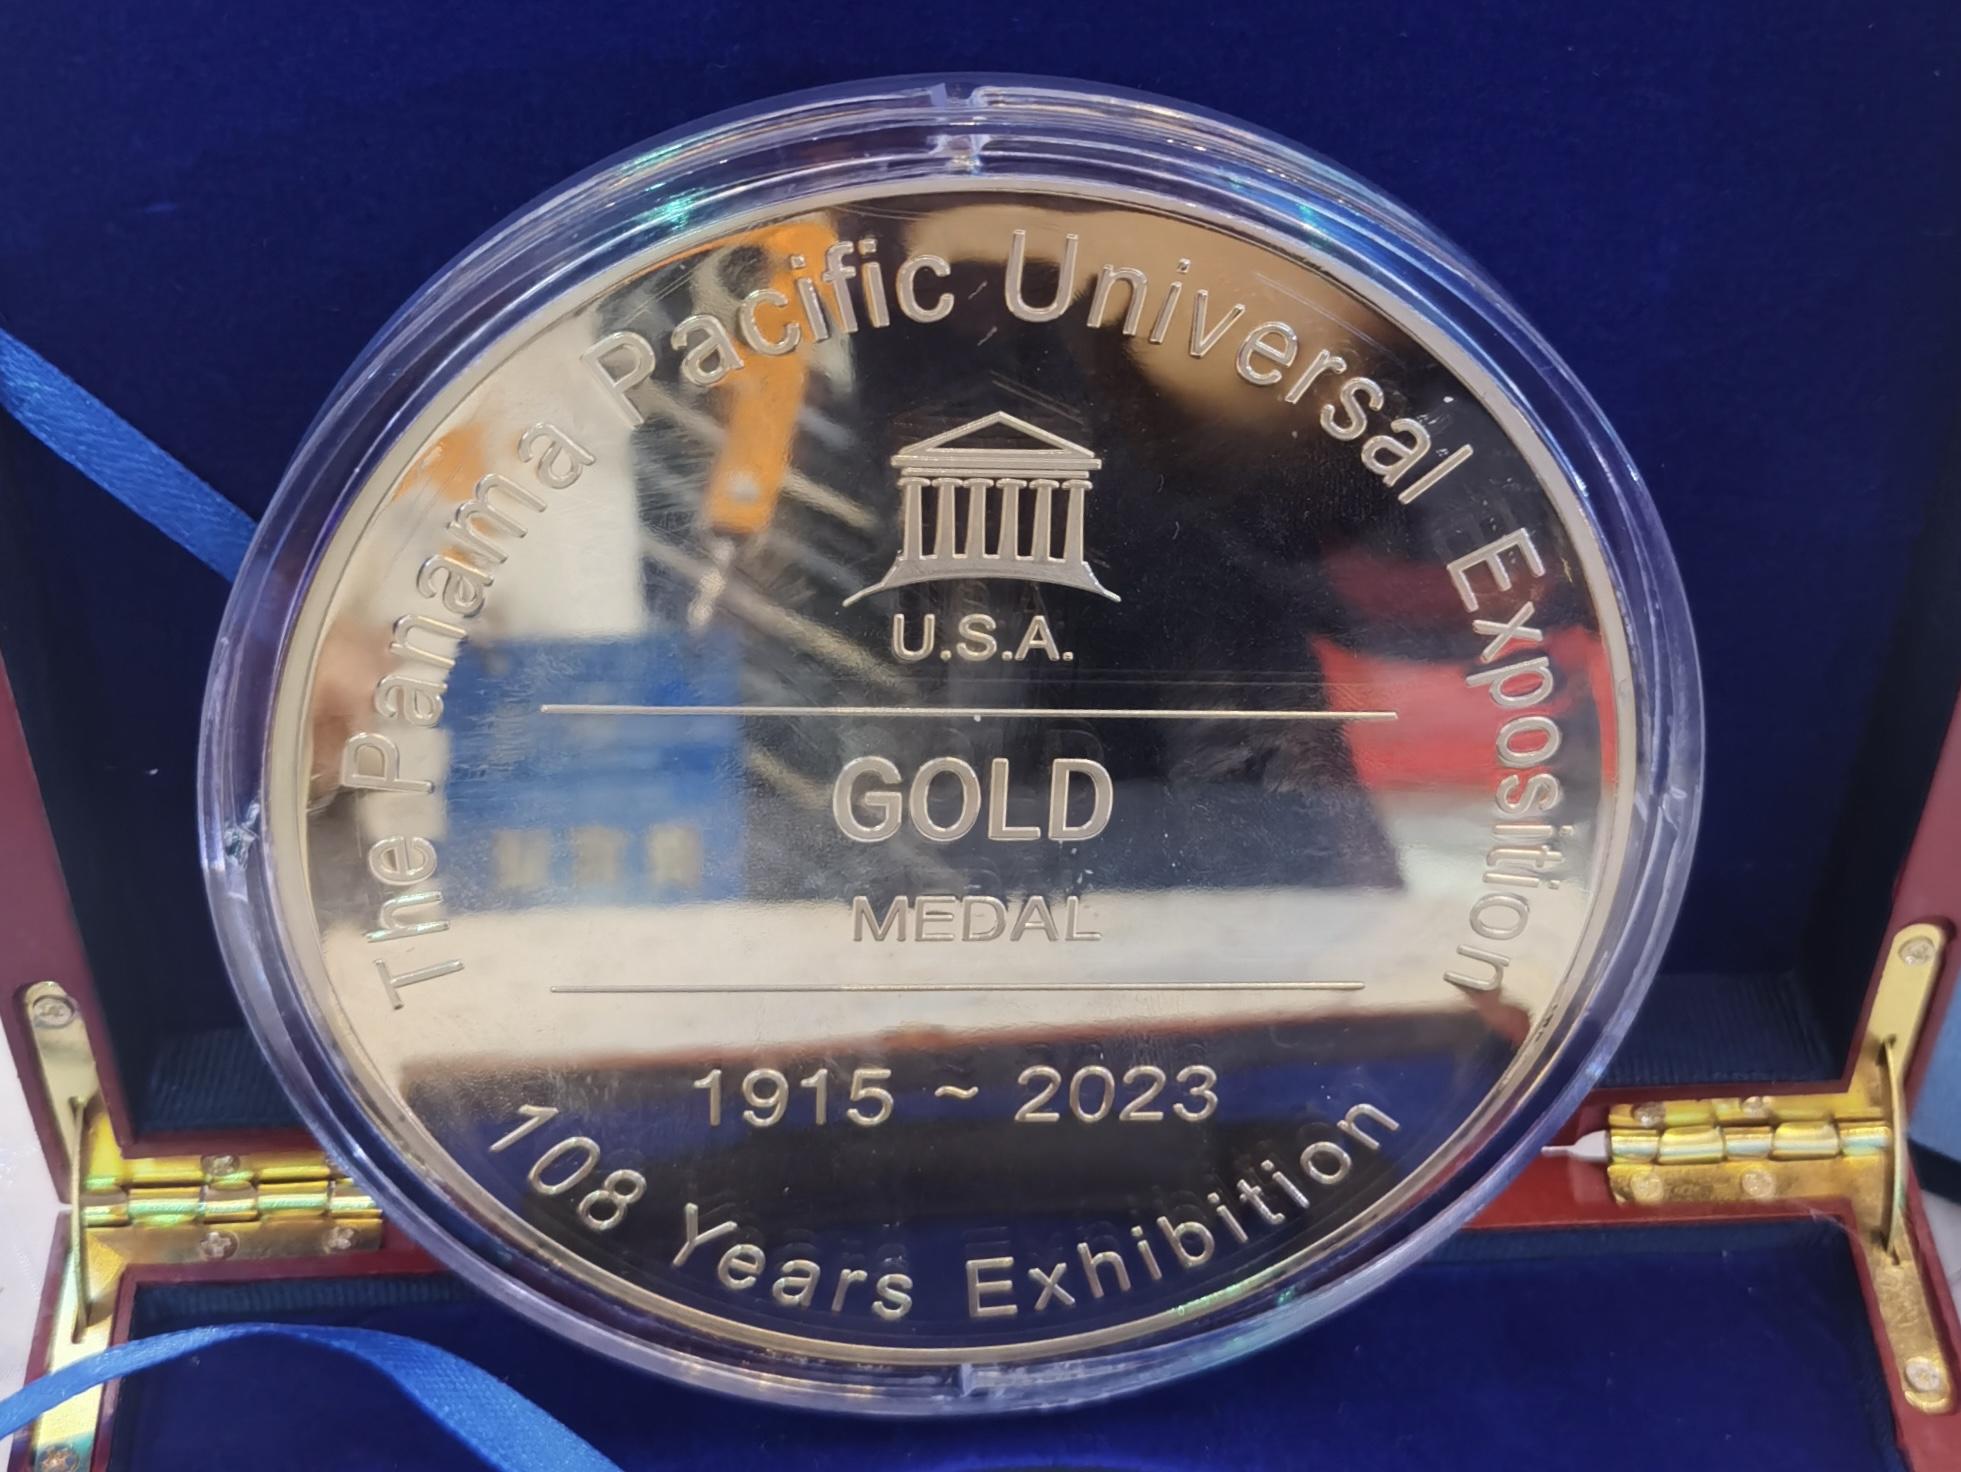 The Panama Pacific Universal Exposition
U.S.A.
GOLD
MEDAL
1915 ~ 2023
108 Years Exhibition